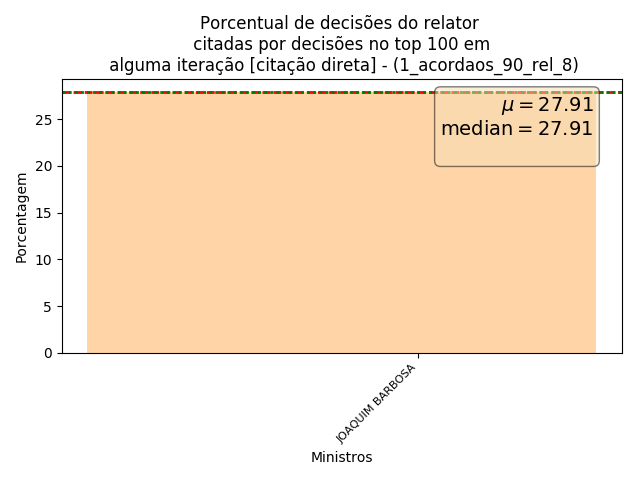 Porcentual de decisões do relator
citadas por decisões no top 100 em
alguma iteração [citação direta] - (1_acordaos_90_rel_8)
μ = 27.91
median = 27.91
25
20
15
10
5
0
Porcentagem
JOAQUIM BARBOSA
Ministros